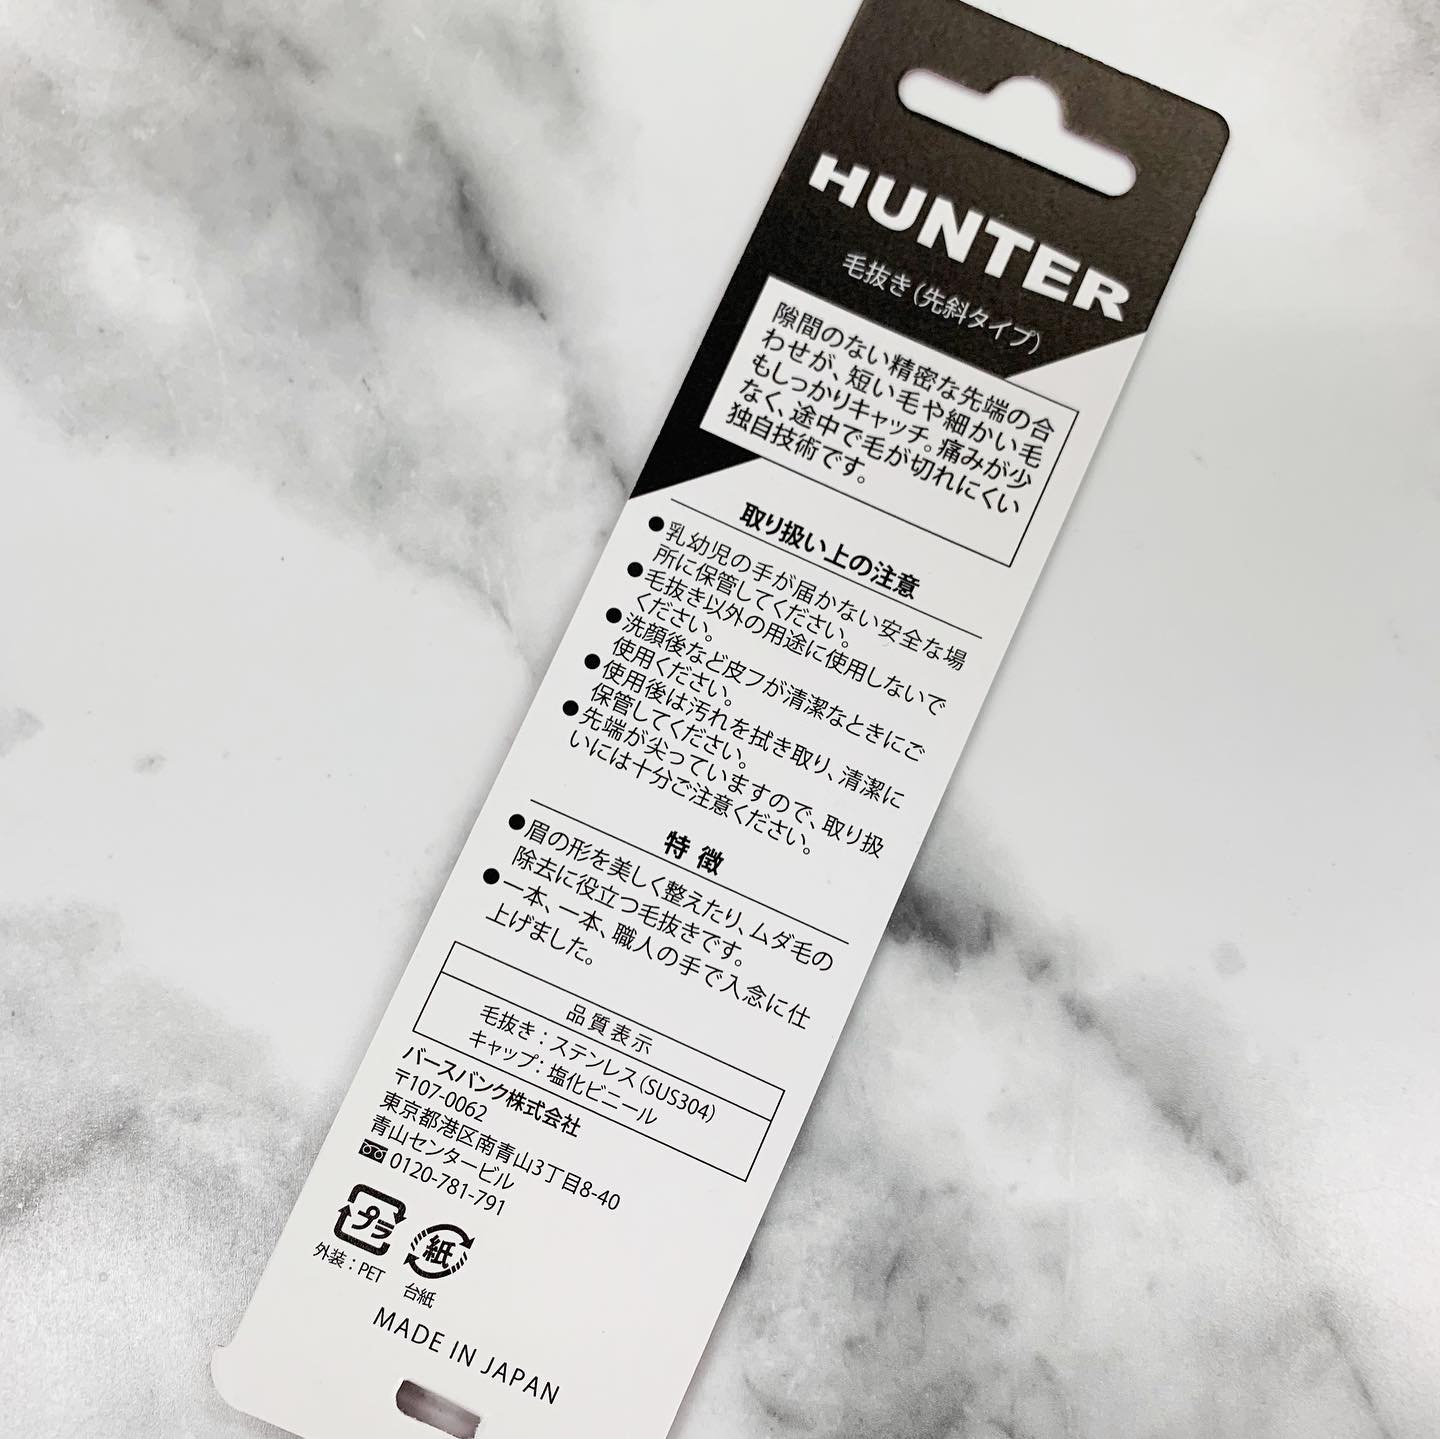 HUNTER
毛抜き（先斜タイプ）
隙間のない精密な先端の合
わせが、短い毛や細かい毛
もしっかりキャッチ。痛みが少
なく、途中で毛が切れにくい
独自技術です。
取り扱い上の注意
●乳幼児の手が届かない安全な場
所に保管してください。
●毛抜き以外の用途に使用しないで
ください。
●洗顔後など皮フが清潔なときにご
使用ください。
●使用後は汚れを拭き取り、清潔に
保管してください。
●先端が尖っていますので、取り扱
いには十分ご注意ください。
特 徴
●眉の形を美しく整えたり、ムダ毛の
除去に役立つ毛抜きです。
●一本、一本、職人の手で入念に仕
上げました。
品質表示
毛抜き：ステンレス（SUS304）
キャップ：塩化ビニール
バースバンク株式会社
〒107-0062
東京都港区南青山3丁目8-40
青山センタービル
0120-781-791
プラ
紙
外装：PET
台紙
MADE IN JAPAN